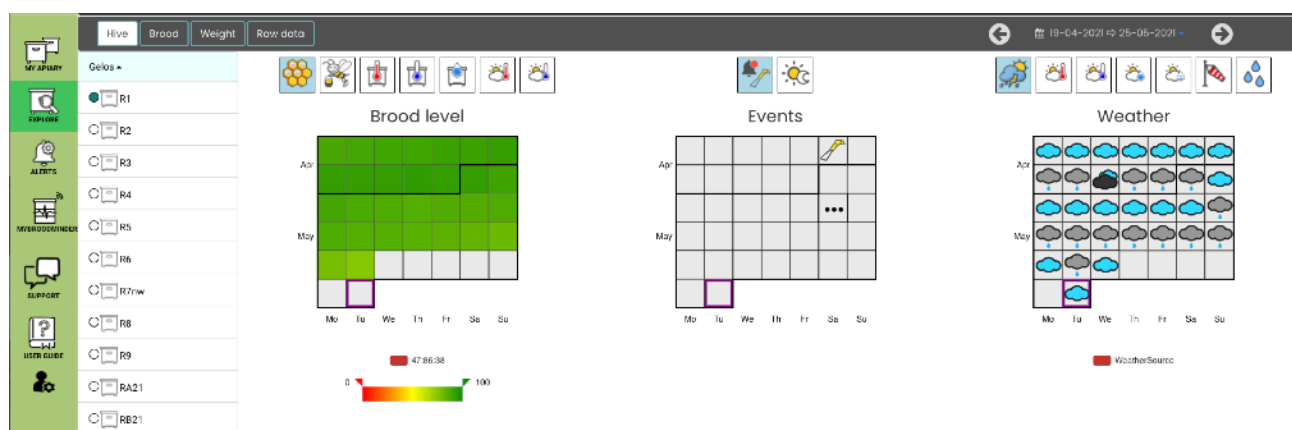 Hive Brood Weight Raw data
19-04-2021 ⇨ 25-05-2021
MY APIARY
EXPLORE
ALERTS
MYBROODMINDER
SUPPORT
USER GUIDE
Gelos
R1
R2
R3
R4
R5
R6
R7nw
R8
R9
RA21
RB21
Brood level
Apr
May
Mo Tu We Th Fr Sa Su
47:86:38
0 100
Events
Apr
May
Mo Tu We Th Fr Sa Su
Weather
Apr
May
Mo Tu We Th Fr Sa Su
WeatherSource